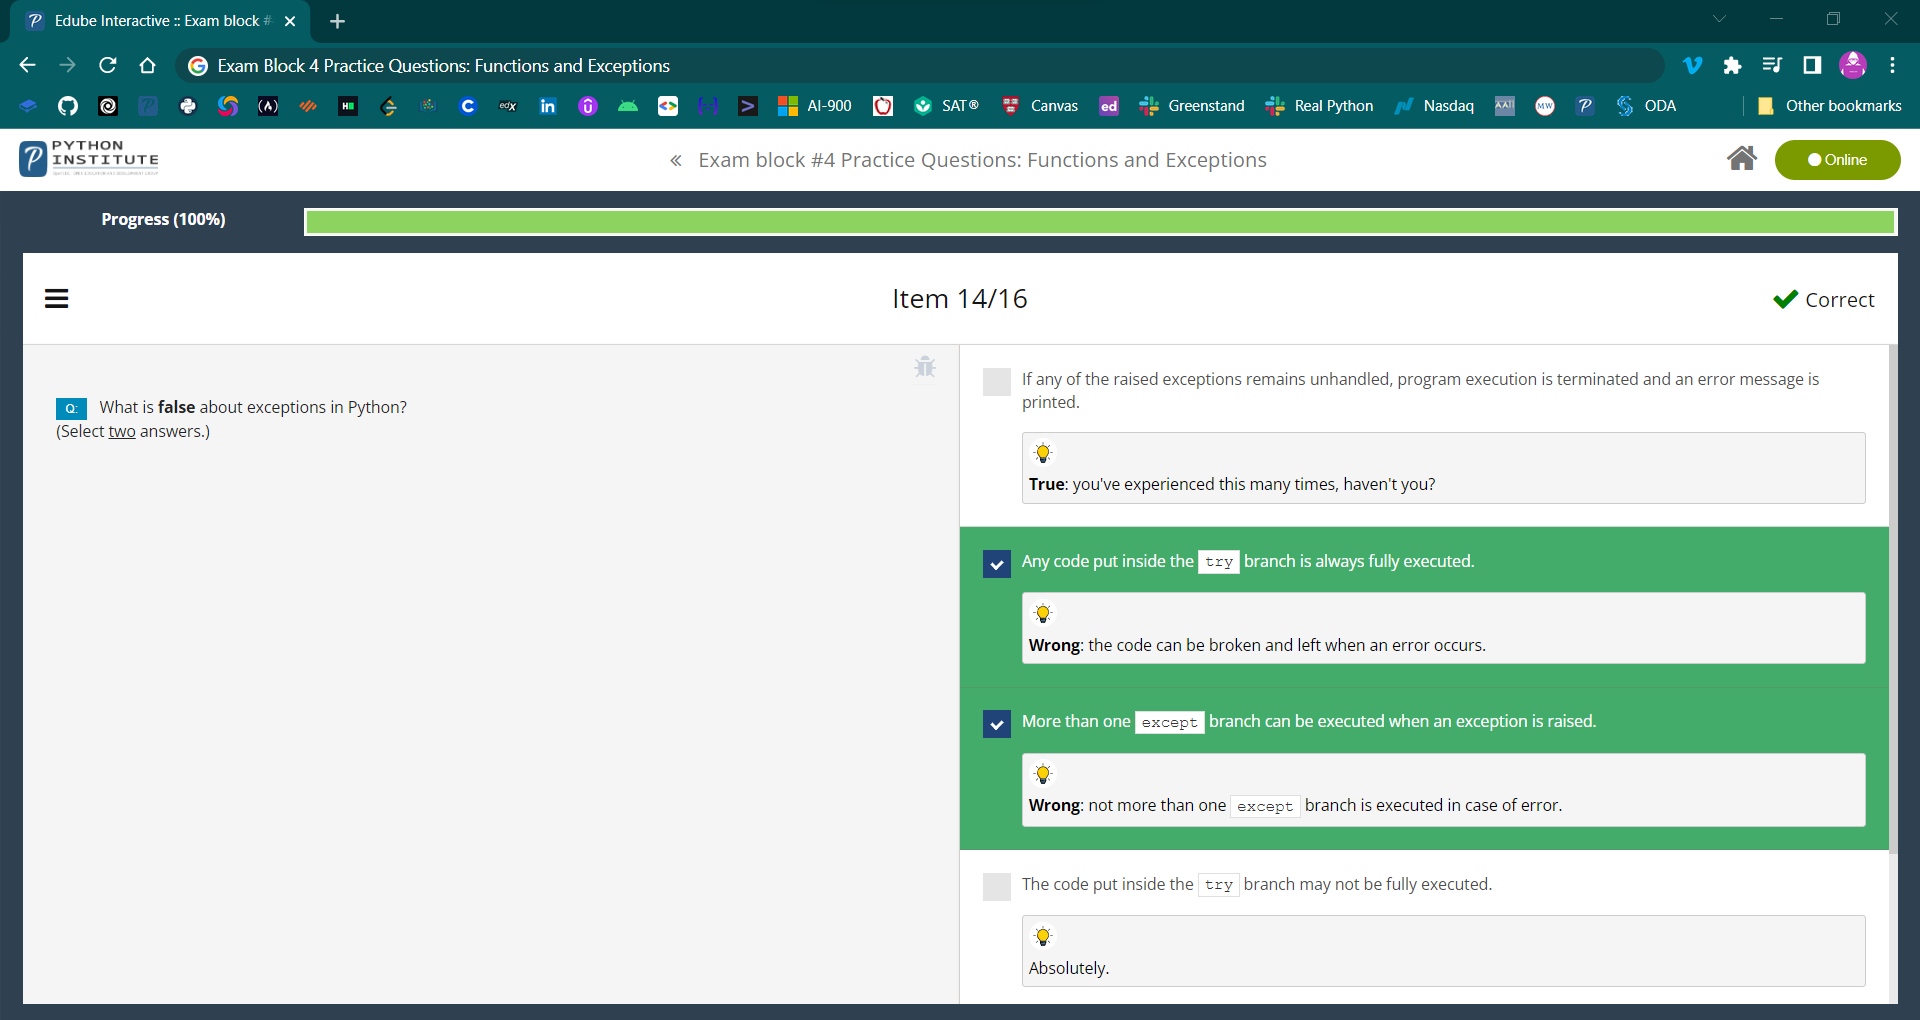 Edube Interactive :: Exam block #
Exam Block 4 Practice Questions: Functions and Exceptions
AI-900
SAT®
Canvas
ed
Greenstand
Real Python
Nasdaq
MW
ODA
Other bookmarks
PYTHON
INSTITUTE
« Exam block #4 Practice Questions: Functions and Exceptions
Online
Progress (100%)
Item 14/16
Correct
Q: What is false about exceptions in Python?
(Select two answers.)
If any of the raised exceptions remains unhandled, program execution is terminated and an error message is
printed.
True: you've experienced this many times, haven't you?
Any code put inside the try branch is always fully executed.
Wrong: the code can be broken and left when an error occurs.
More than one except branch can be executed when an exception is raised.
Wrong: not more than one except branch is executed in case of error.
The code put inside the try branch may not be fully executed.
Absolutely.